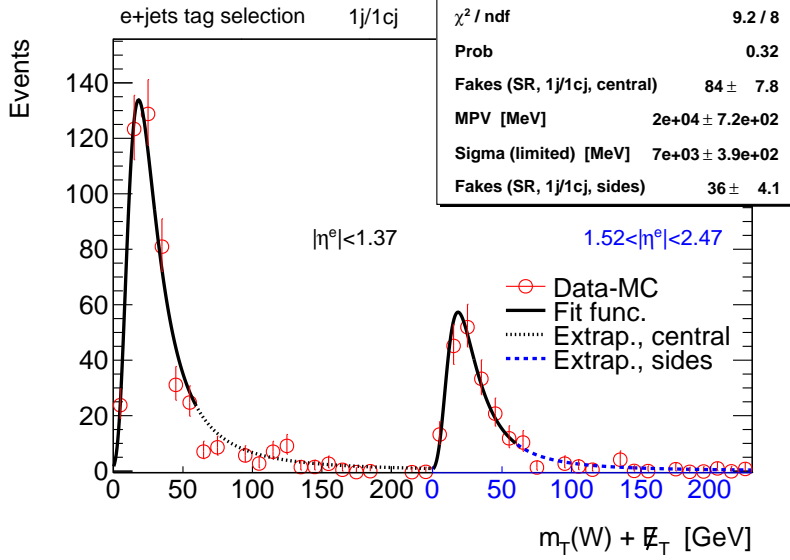 e+jets tag selection 1j/1cj
χ² / ndf 9.2 / 8
Prob 0.32
Fakes (SR, 1j/1cj, central) 84 ± 7.8
MPV [MeV] 2e+04 ± 7.2e+02
Sigma (limited) [MeV] 7e+03 ± 3.9e+02
Fakes (SR, 1j/1cj, sides) 36 ± 4.1
Events
140
120
100
80
60
40
20
0
|ηᵉ|<1.37
1.52<|ηᵉ|<2.47
Data-MC
Fit func.
Extrap., central
Extrap., sides
0 50 100 150 200 0 50 100 150 200
m_T(W) + E̸_T [GeV]